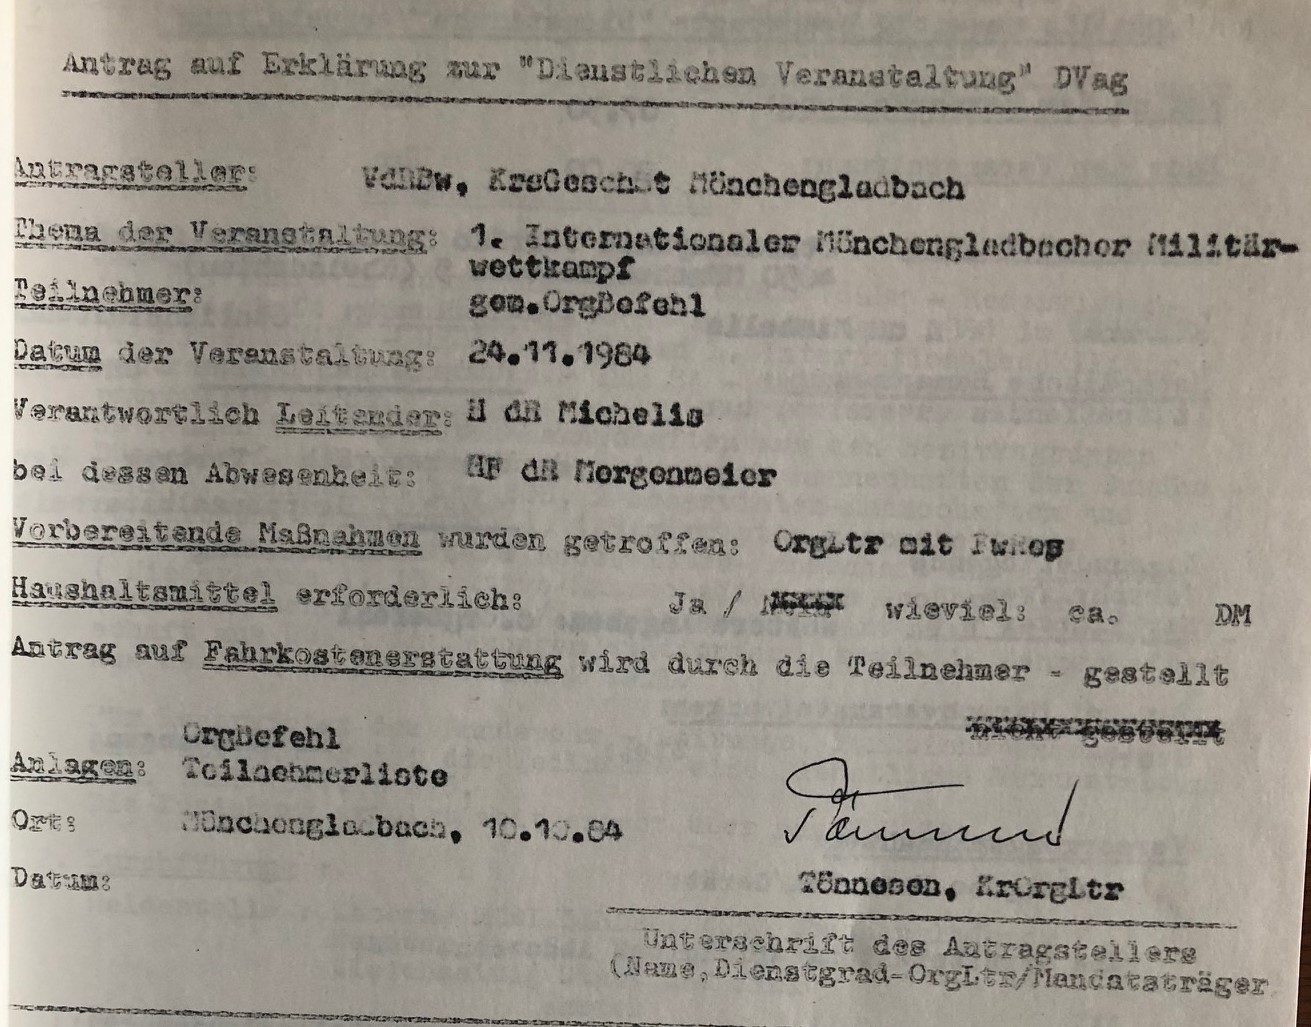 Antrag auf Erklärung zur "Dienstlichen Veranstaltung" DVag
Antragsteller: VdRBw, KrsGeschSt Mönchengladbach
Thema der Veranstaltung: 1. Internationaler Mönchengladbacher Militär-
wettkampf
Teilnehmer: gem.OrgBefehl
Datum der Veranstaltung: 24.11.1984
Verantwortlich Leitender: H dR Michelis
bei dessen Abwesenheit: HF dR Morgenmeier
Vorbereitende Maßnahmen wurden getroffen: OrgLtr mit FwRes
Haushaltsmittel erforderlich: Ja / Nein wieviel: ca. DM
Antrag auf Fahrkostenerstattung wird durch die Teilnehmer - gestellt
nicht gestellt
OrgBefehl
Anlagen: Teilnehmerliste
Ort: Mönchengladbach, 10.10.84
Datum:
Tönnesen, KrOrgLtr
Unterschrift des Antragstellers
(Name,Dienstgrad-OrgLtr/Mandatsträger